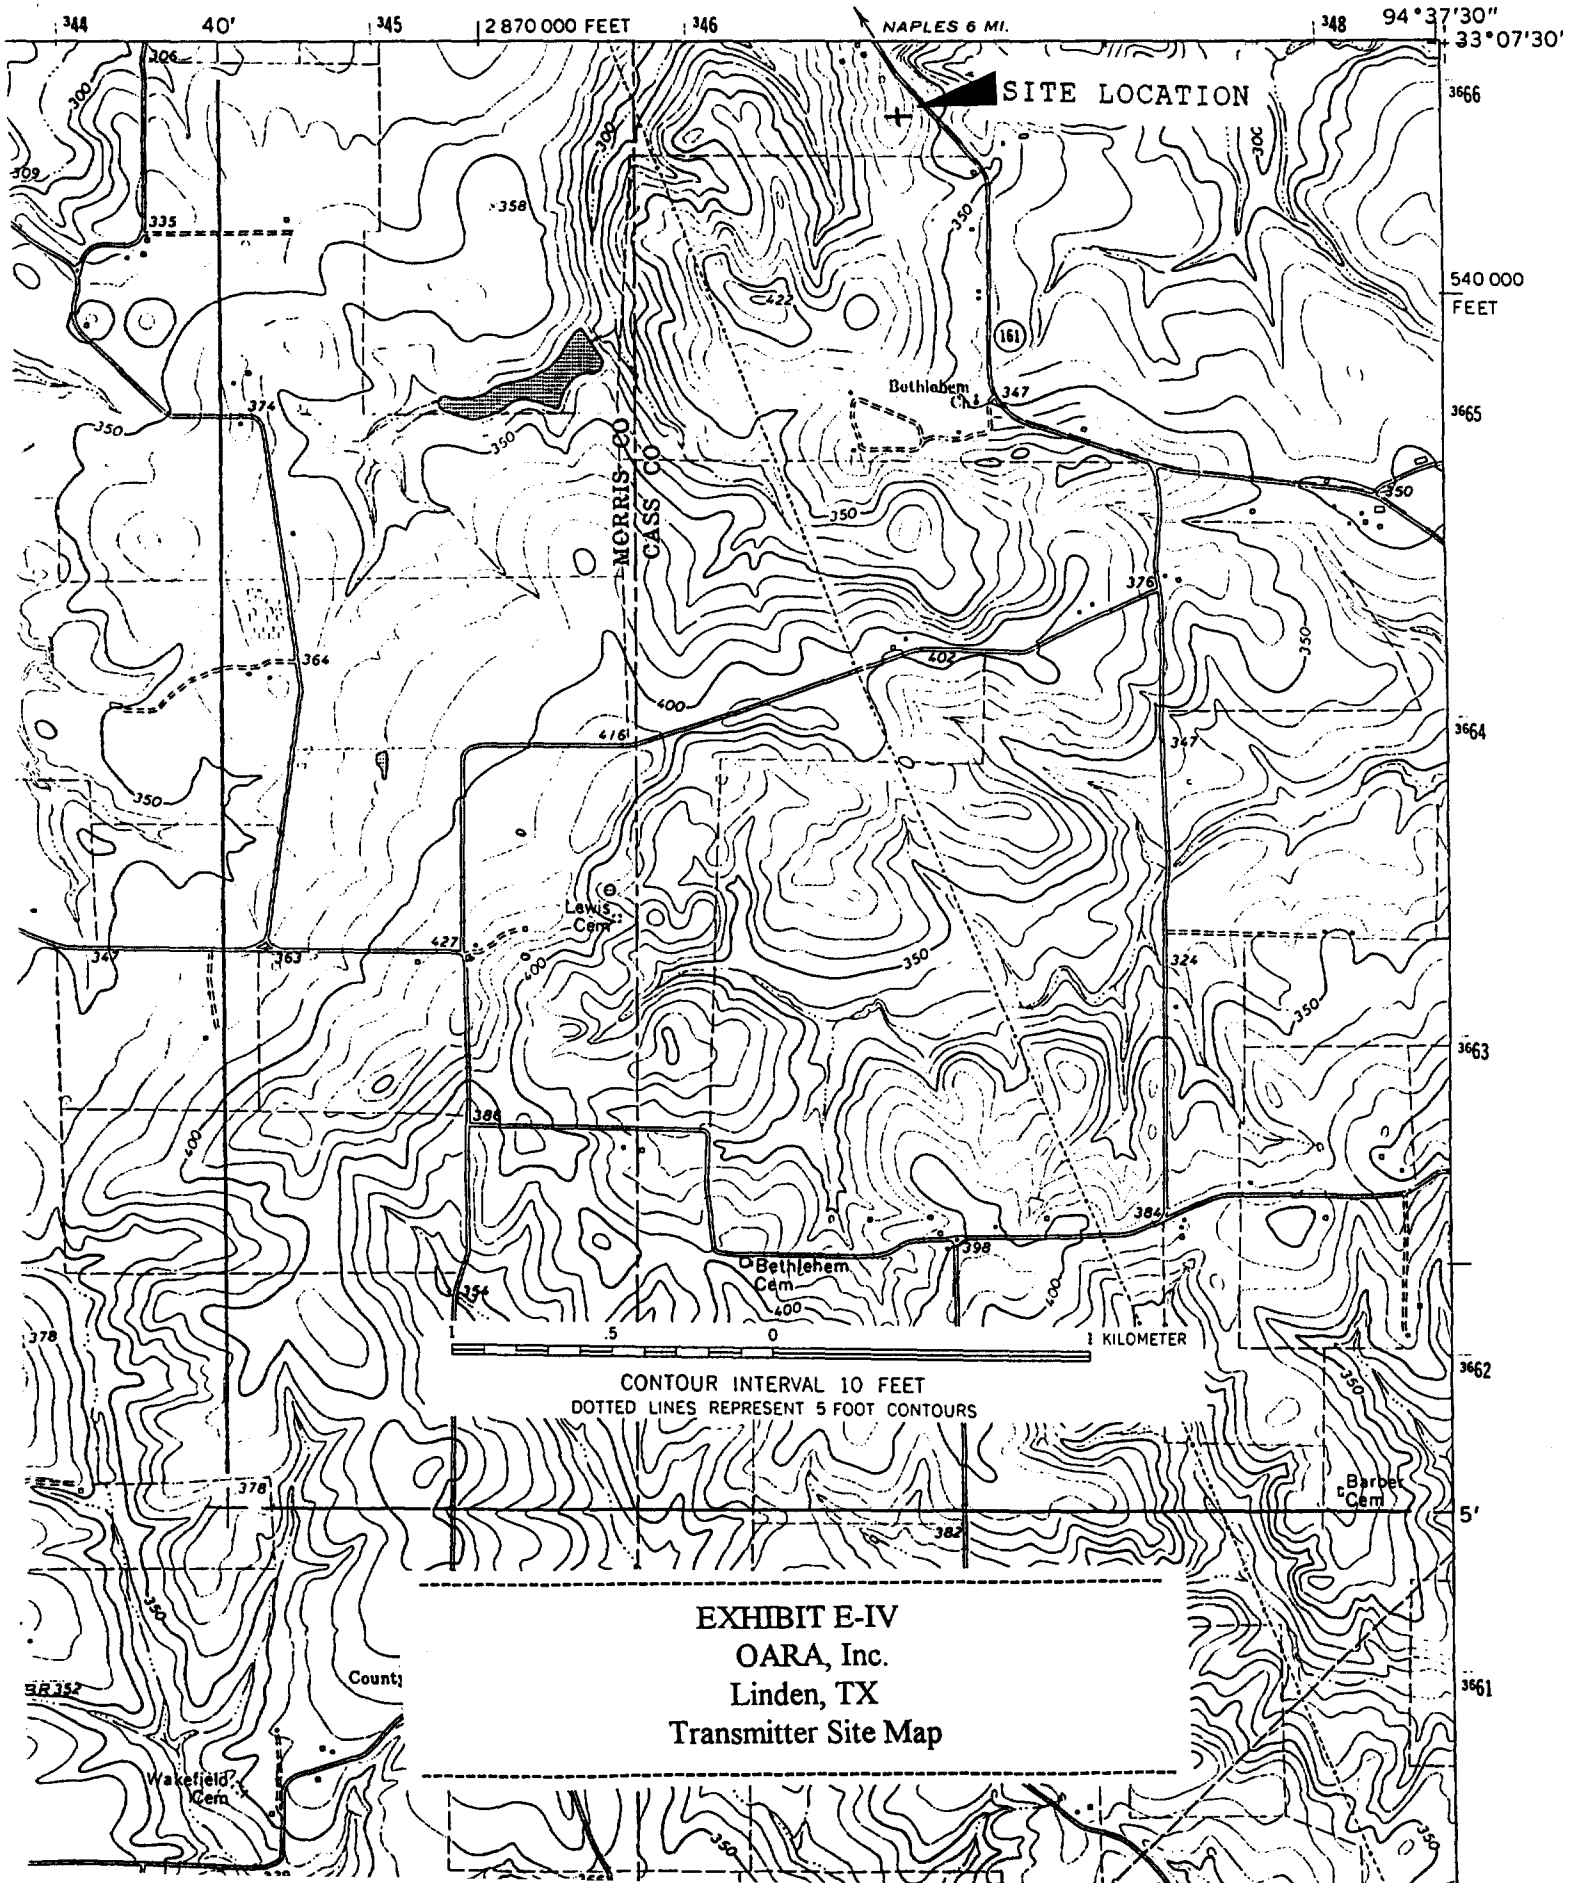 344 40' 345 2870000 FEET 346 NAPLES 6 MI. 348 94°37'30"
33°07'30"
306
300
SITE LOCATION
3666
300
300
309
335
358
350
422
540 000
FEET
161
374
Bethlehem
Ch
347
3665
350
350
350
MORRIS CO
CASS CO
350
376
350
364
402
400
416
3664
347
350
Lewis
Cem
427
347
363
400
350
324
350
3663
386
400
384
398
Bethlehem
Cem
354
400
400
378
1 .5 0 1 KILOMETER
CONTOUR INTERVAL 10 FEET
DOTTED LINES REPRESENT 5 FOOT CONTOURS
3662
350
378
Barber
Cem
5'
382
350
EXHIBIT E-IV
OARA, Inc.
Linden, TX
Transmitter Site Map
County
BR 352
3661
Wakefield
Cem
350
350